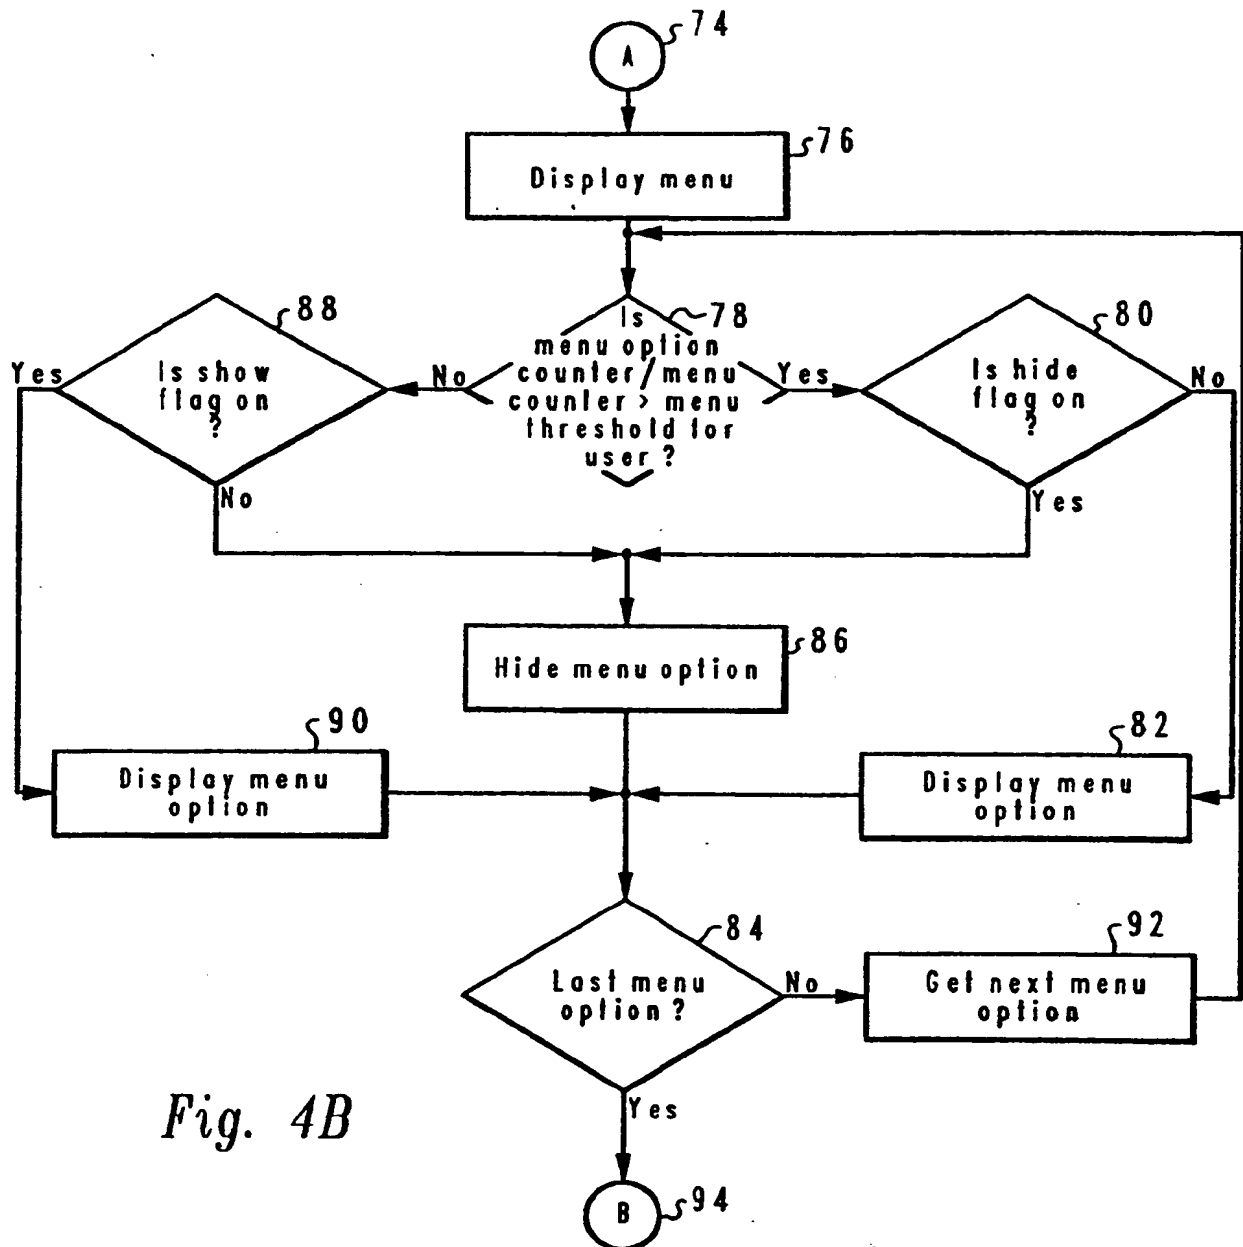 A
74
Display menu
76
Is
menu option
counter/menu
counter > menu
threshold for
user?
78
No
Yes
Is show
flag on
?
88
Yes
No
Is hide
flag on
?
80
No
Yes
Hide menu option
86
Display menu
option
90
Display menu
option
82
Last menu
option?
84
No
Yes
Get next menu
option
92
B
94
Fig. 4B